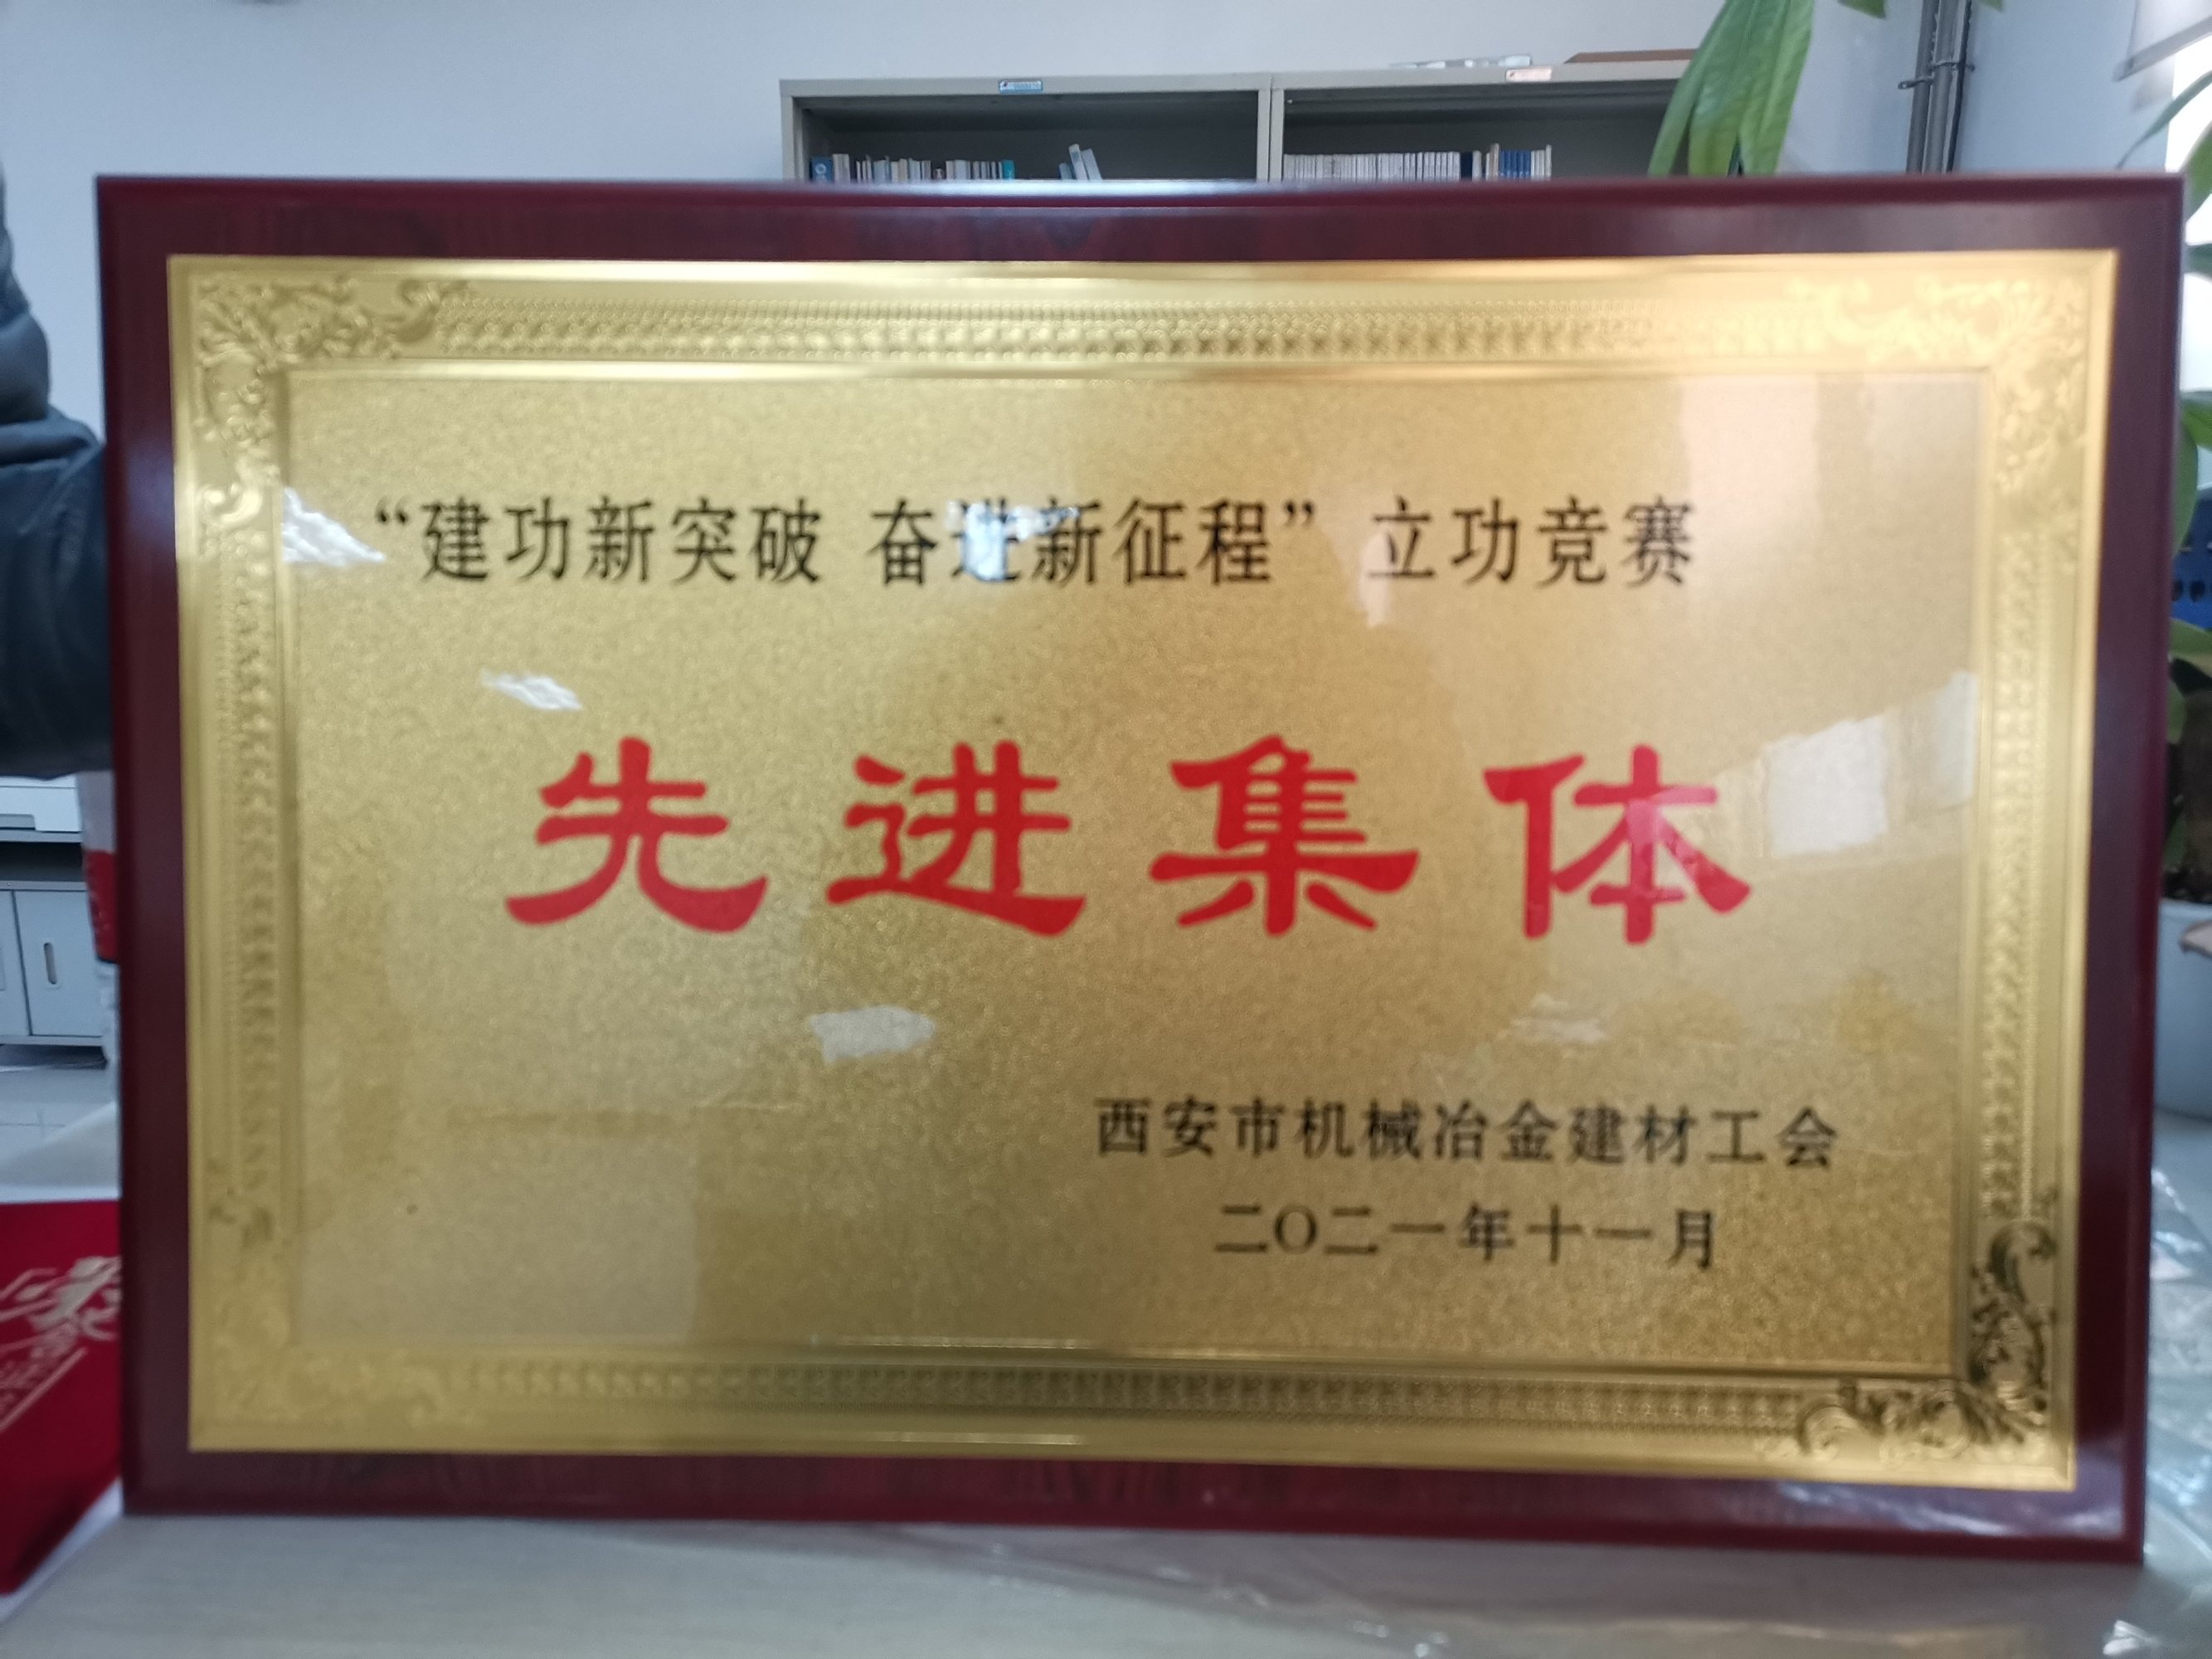 “建功新突破 奋进新征程” 立功竞赛
先进集体
西安市机械冶金建材工会
二〇二一年十一月